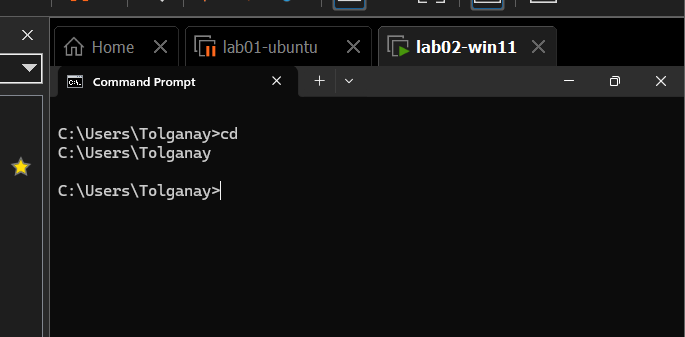 Home
lab01-ubuntu
lab02-win11
Command Prompt
C:\Users\Tolganay>cd
C:\Users\Tolganay
C:\Users\Tolganay>